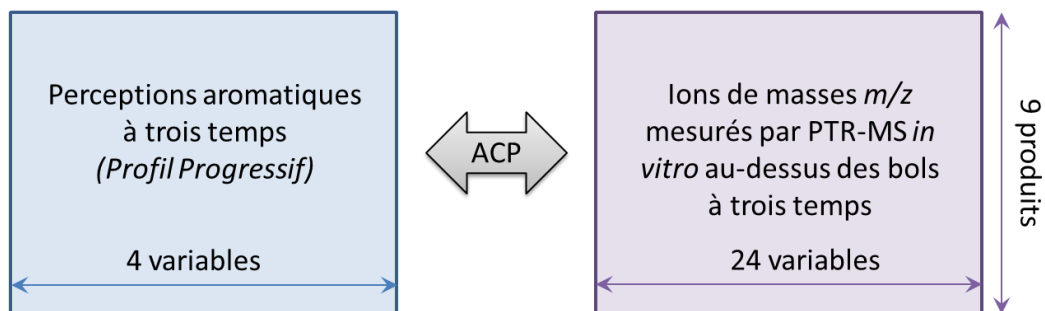 Perceptions aromatiques
à trois temps
(Profil Progressif)
4 variables
ACP
Ions de masses m/z
mesurés par PTR-MS in
vitro au-dessus des bols
à trois temps
24 variables
9 produits